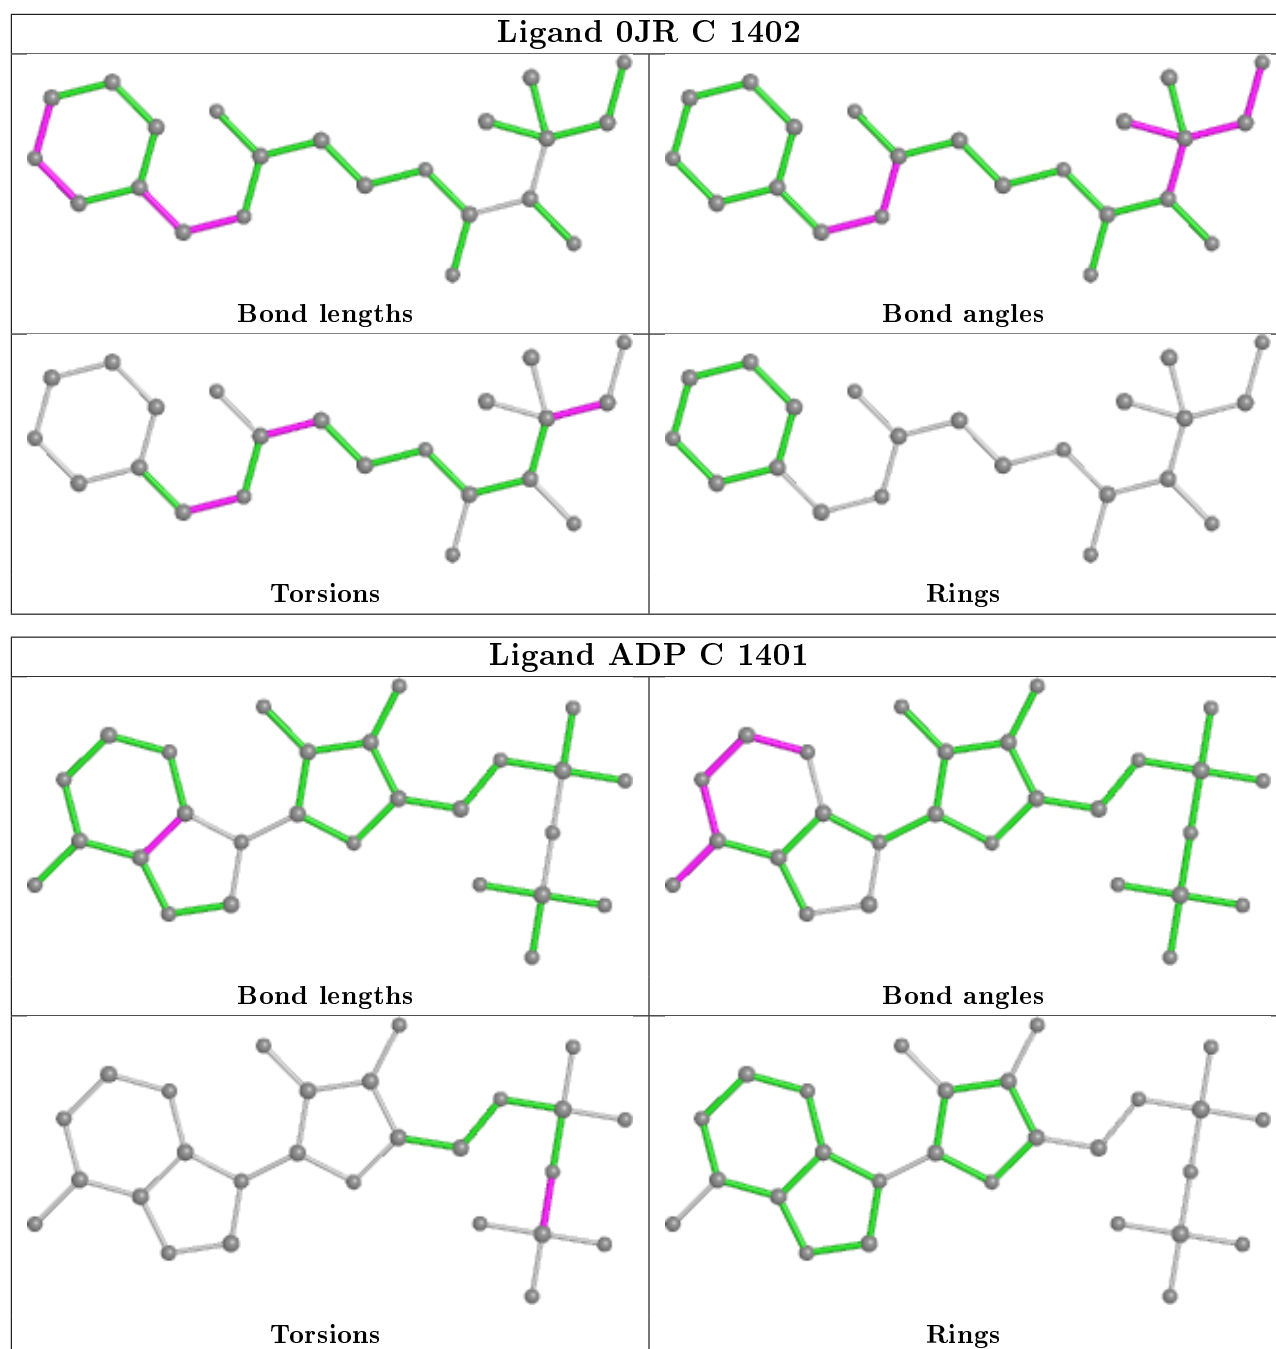 Ligand 0JR C 1402
Bond lengths
Bond angles
Torsions
Rings
Ligand ADP C 1401
Bond lengths
Bond angles
Torsions
Rings